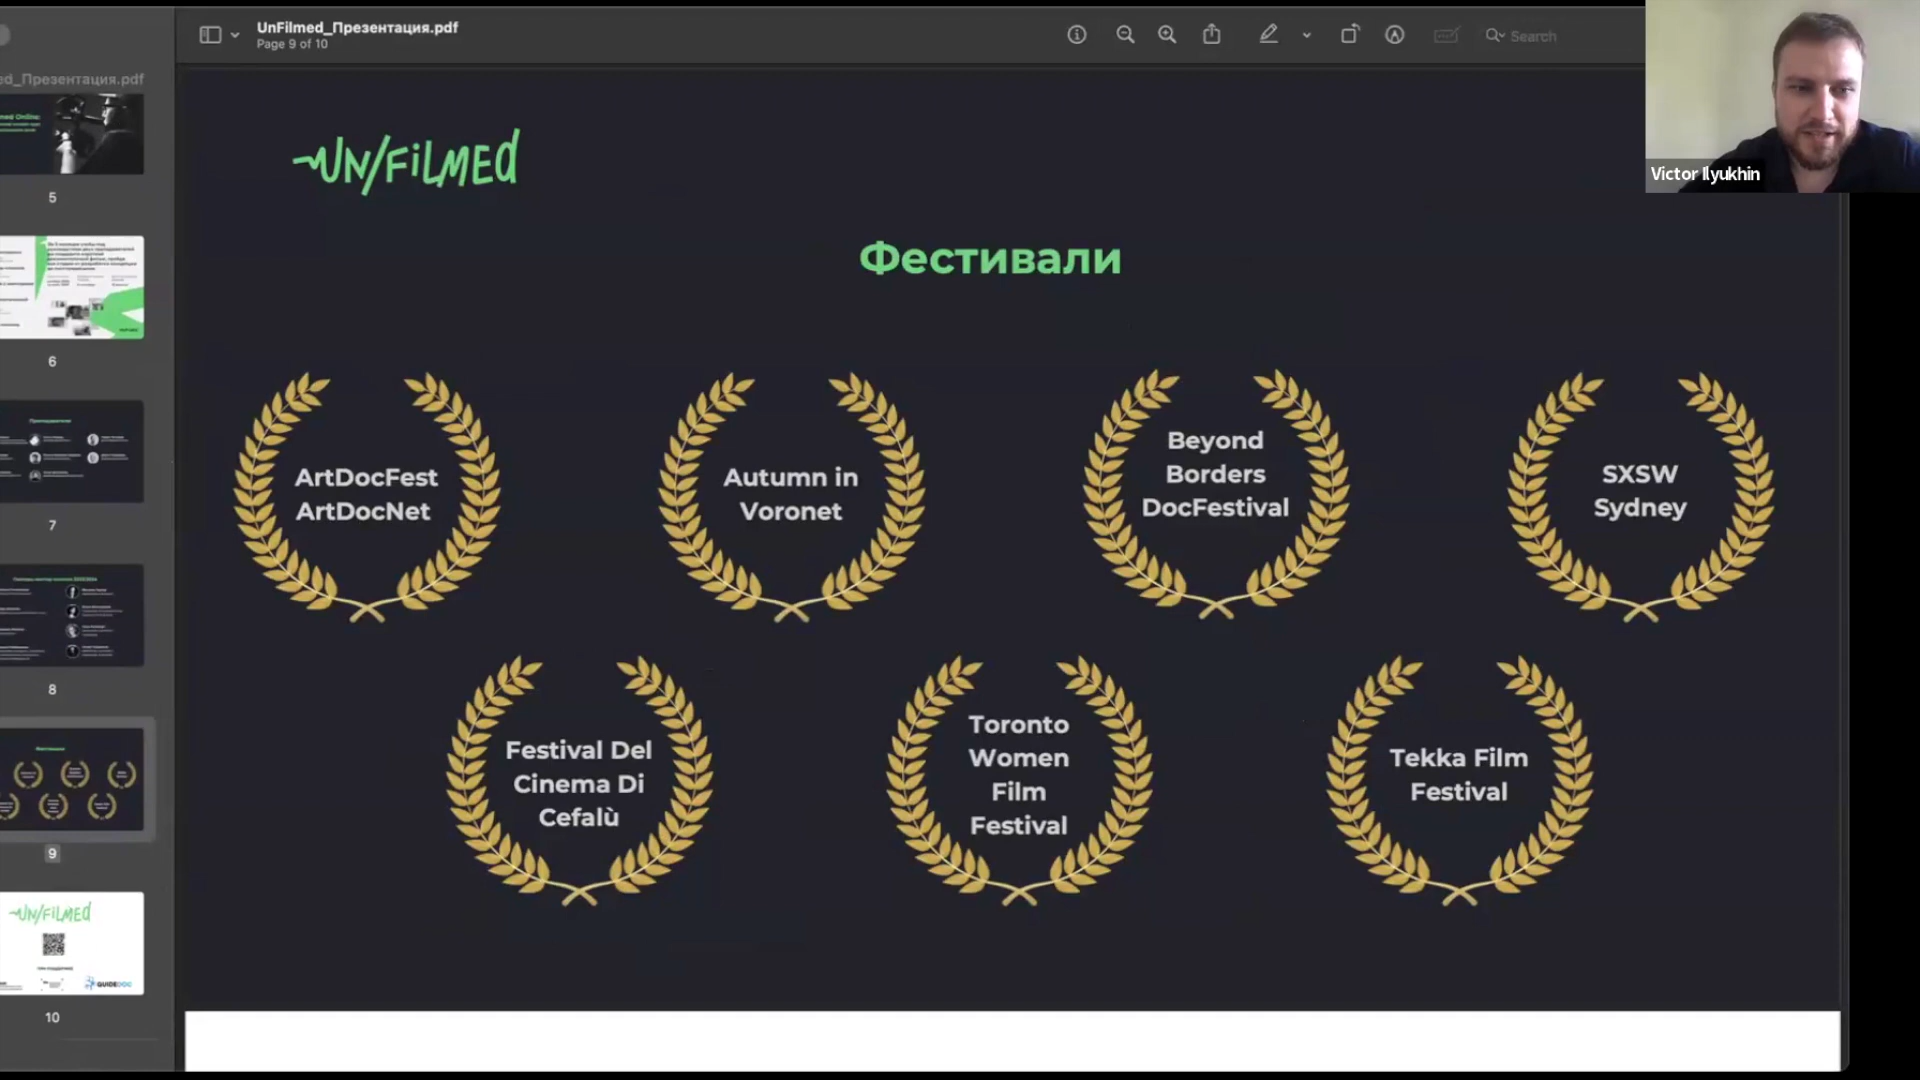 UnFilmed_Презентация.pdf
Page 9 of 10
Search
Victor Ilyukhin
ed_Презентация.pdf
5
6
7
8
9
UN/FILMED
10
UN/FiLMEd
Фестивали
ArtDocFest
ArtDocNet
Autumn in
Voronet
Beyond
Borders
DocFestival
SXSW
Sydney
Festival Del
Cinema Di
Cefalù
Toronto
Women
Film
Festival
Tekka Film
Festival